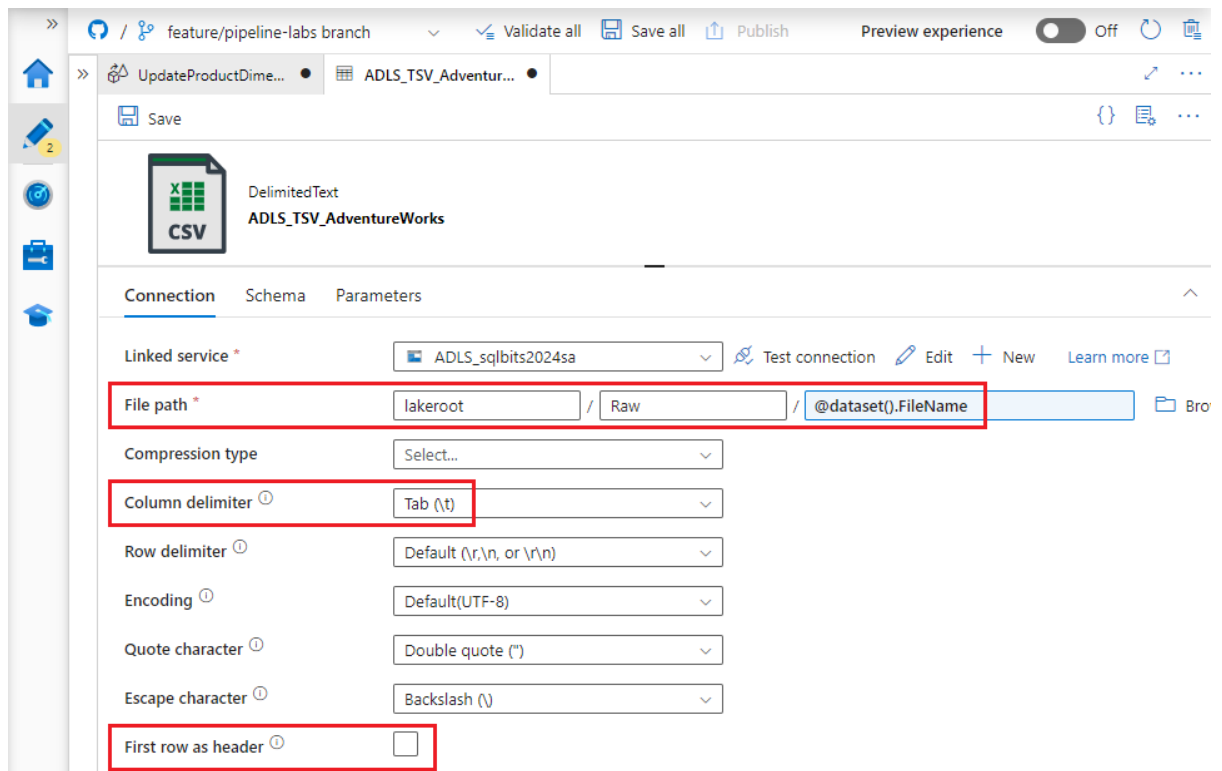 / feature/pipeline-labs branch Validate all Save all Publish Preview experience Off
UpdateProductDime... ADLS_TSV_Adventur...
Save
2
CSV
DelimitedText
ADLS_TSV_AdventureWorks
Connection Schema Parameters
Linked service * ADLS_sqlbits2024sa Test connection Edit New Learn more
File path * lakeroot / Raw / @dataset().FileName
Compression type Select...
Column delimiter Tab (\t)
Row delimiter Default (\r,\n, or \r\n)
Encoding Default(UTF-8)
Quote character Double quote (")
Escape character Backslash (\)
First row as header